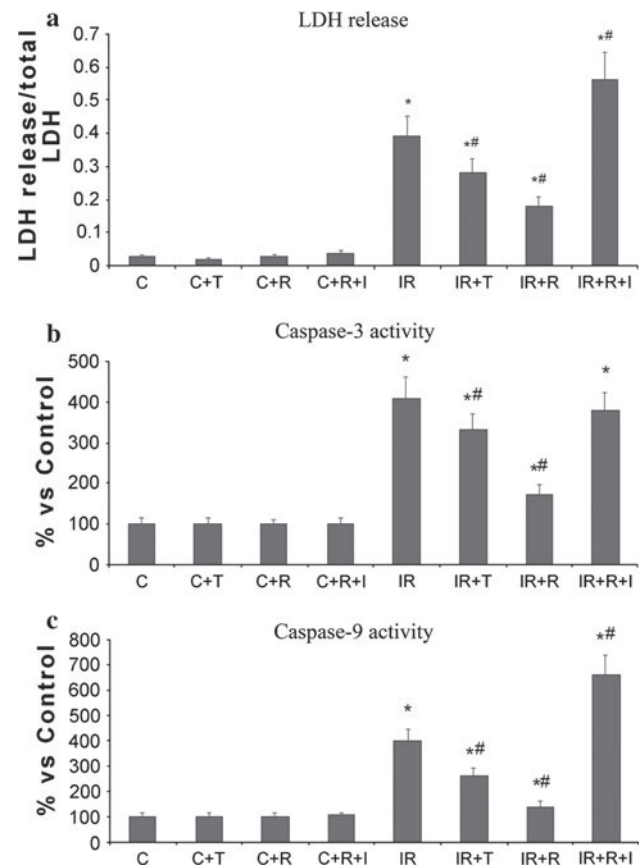 a
LDH release
LDH release/total
LDH
0.7
0.6
0.5
0.4
0.3
0.2
0.1
0
*
*#
*#
*#
C C+T C+R C+R+I IR IR+T IR+R IR+R+I
b
Caspase-3 activity
% vs Control
500
400
300
200
100
0
*
*#
*#
*
C C+T C+R C+R+I IR IR+T IR+R IR+R+I
c
Caspase-9 activity
% vs Control
800
700
600
500
400
300
200
100
0
*
*#
*#
*#
C C+T C+R C+R+I IR IR+T IR+R IR+R+I